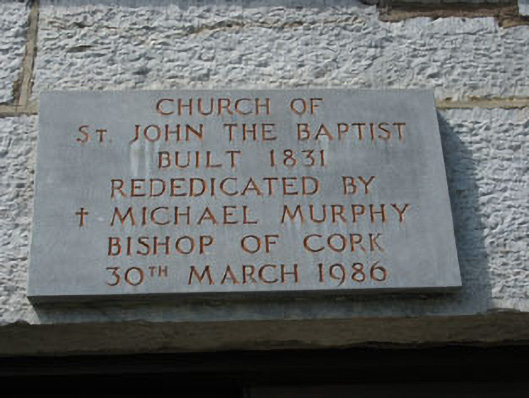 CHURCH OF
ST. JOHN THE BAPTIST
BUILT 1831
REDEDICATED BY
† MICHAEL MURPHY
BISHOP OF CORK
30TH MARCH 1986